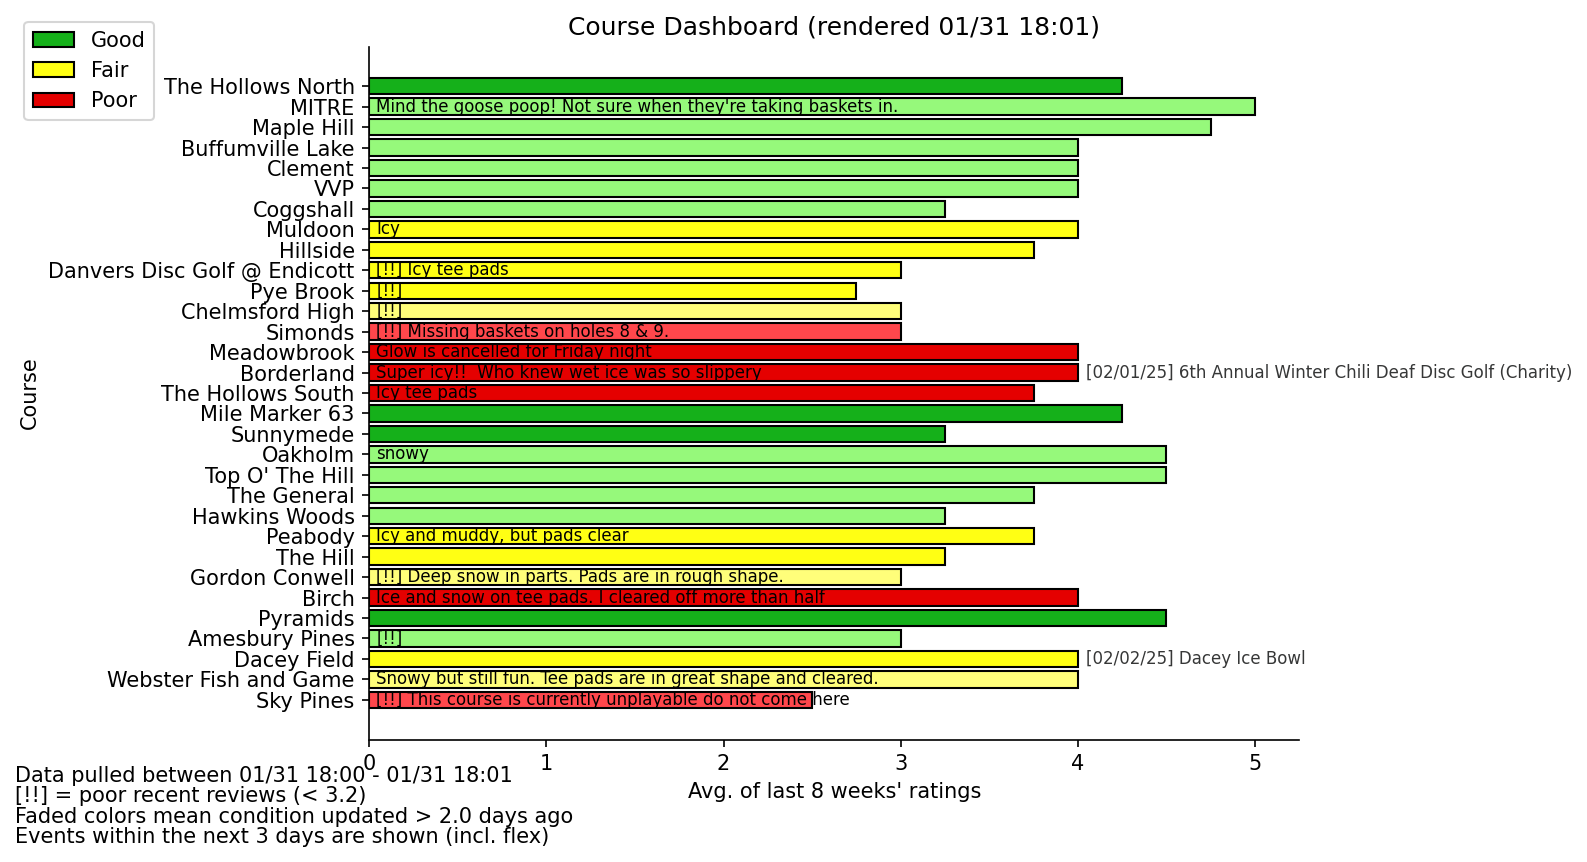 Course Dashboard (rendered 01/31 18:01)
Good
Fair
Poor
The Hollows North
MITRE
Mind the goose poop! Not sure when they're taking baskets in.
Maple Hill
Buffumville Lake
Clement
VVP
Coggshall
Muldoon
Icy
Hillside
Danvers Disc Golf @ Endicott
[!!] Icy tee pads
Pye Brook
[!!]
Chelmsford High
[!!]
Simonds
[!!] Missing baskets on holes 8 & 9.
Meadowbrook
Glow is cancelled for Friday night
Borderland
Super icy!!  Who knew wet ice was so slippery
[02/01/25] 6th Annual Winter Chili Deaf Disc Golf (Charity)
The Hollows South
Icy tee pads
Mile Marker 63
Sunnymede
Oakholm
snowy
Top O' The Hill
The General
Hawkins Woods
Peabody
Icy and muddy, but pads clear
The Hill
Gordon Conwell
[!!] Deep snow in parts. Pads are in rough shape.
Birch
Ice and snow on tee pads. I cleared off more than half
Pyramids
Amesbury Pines
[!!]
Dacey Field
[02/02/25] Dacey Ice Bowl
Webster Fish and Game
Snowy but still fun. Tee pads are in great shape and cleared.
Sky Pines
[!!] This course is currently unplayable do not come here
Course
0 1 2 3 4 5
Avg. of last 8 weeks' ratings
Data pulled between 01/31 18:00 - 01/31 18:01
[!!] = poor recent reviews (< 3.2)
Faded colors mean condition updated > 2.0 days ago
Events within the next 3 days are shown (incl. flex)